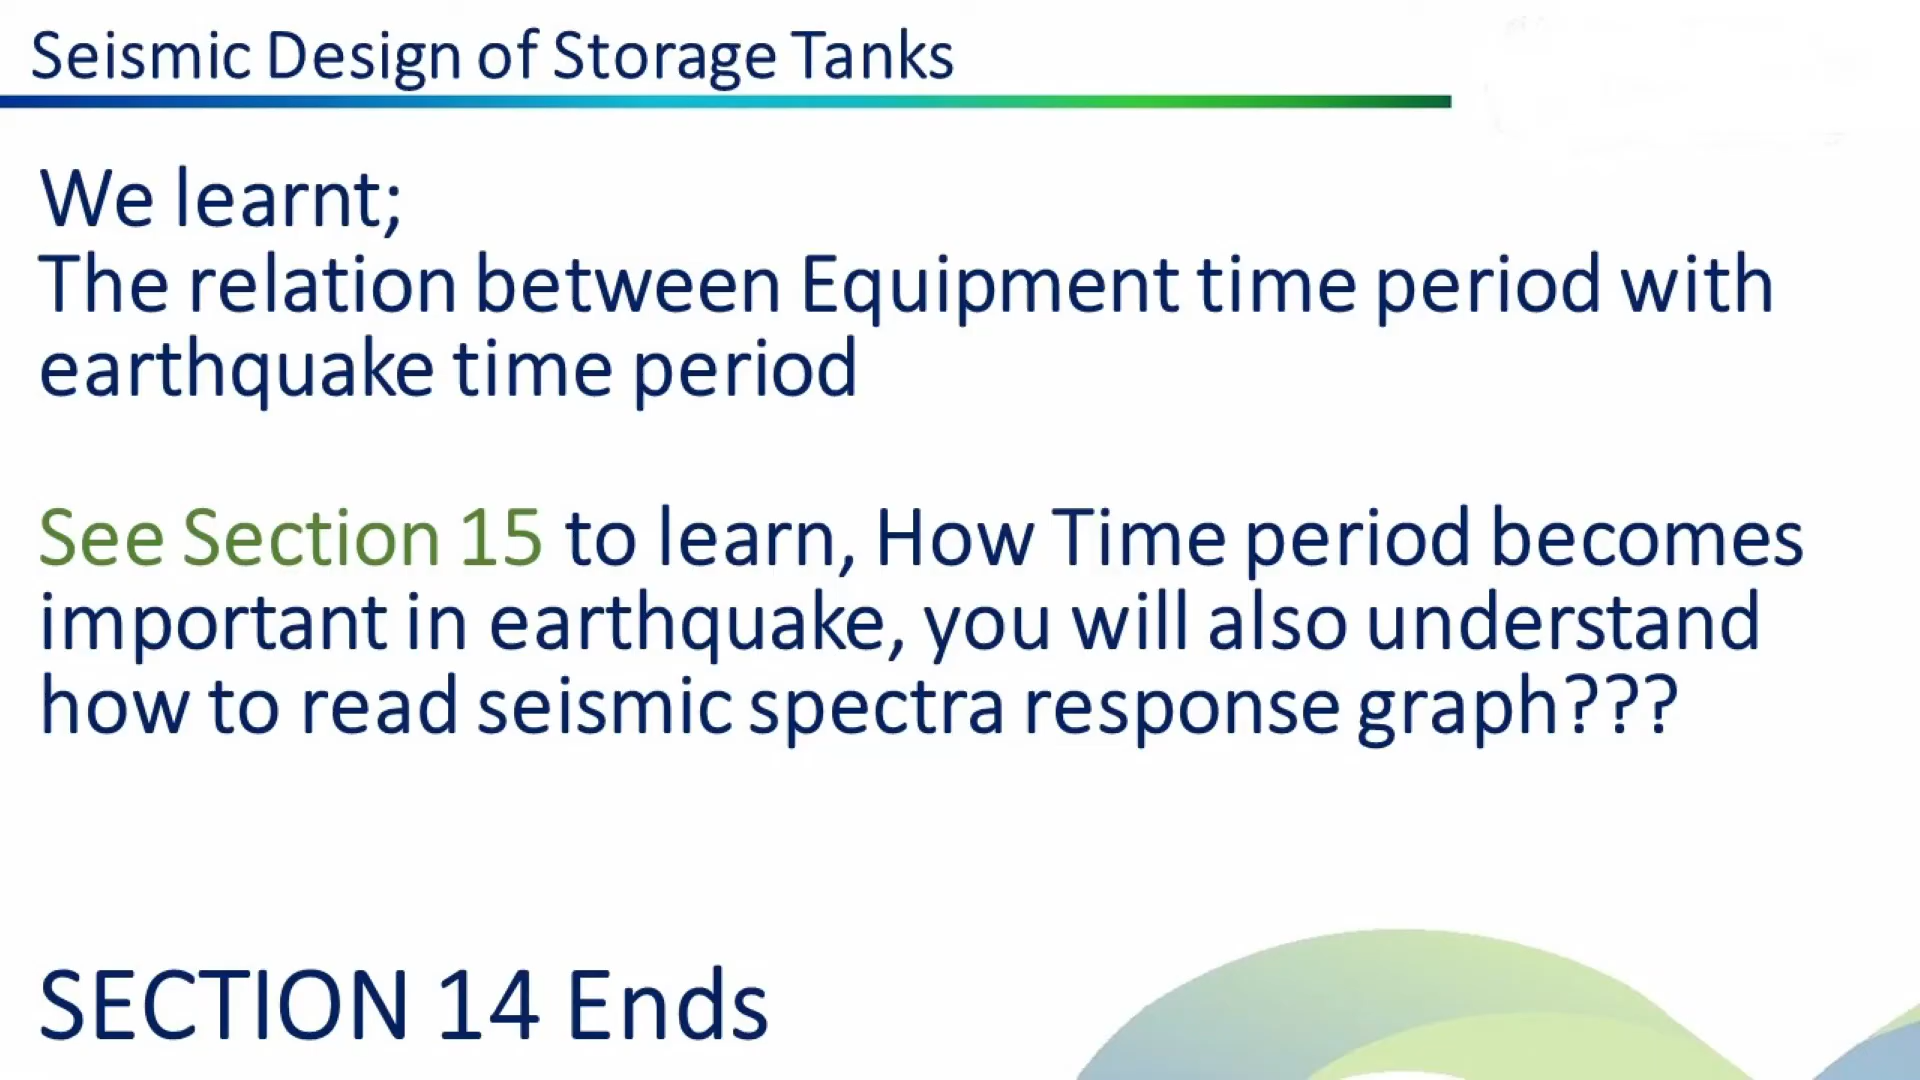 Seismic Design of Storage Tanks
We learnt;
The relation between Equipment time period with
earthquake time period
See Section 15 to learn, How Time period becomes
important in earthquake, you will also understand
how to read seismic spectra response graph???
SECTION 14 Ends